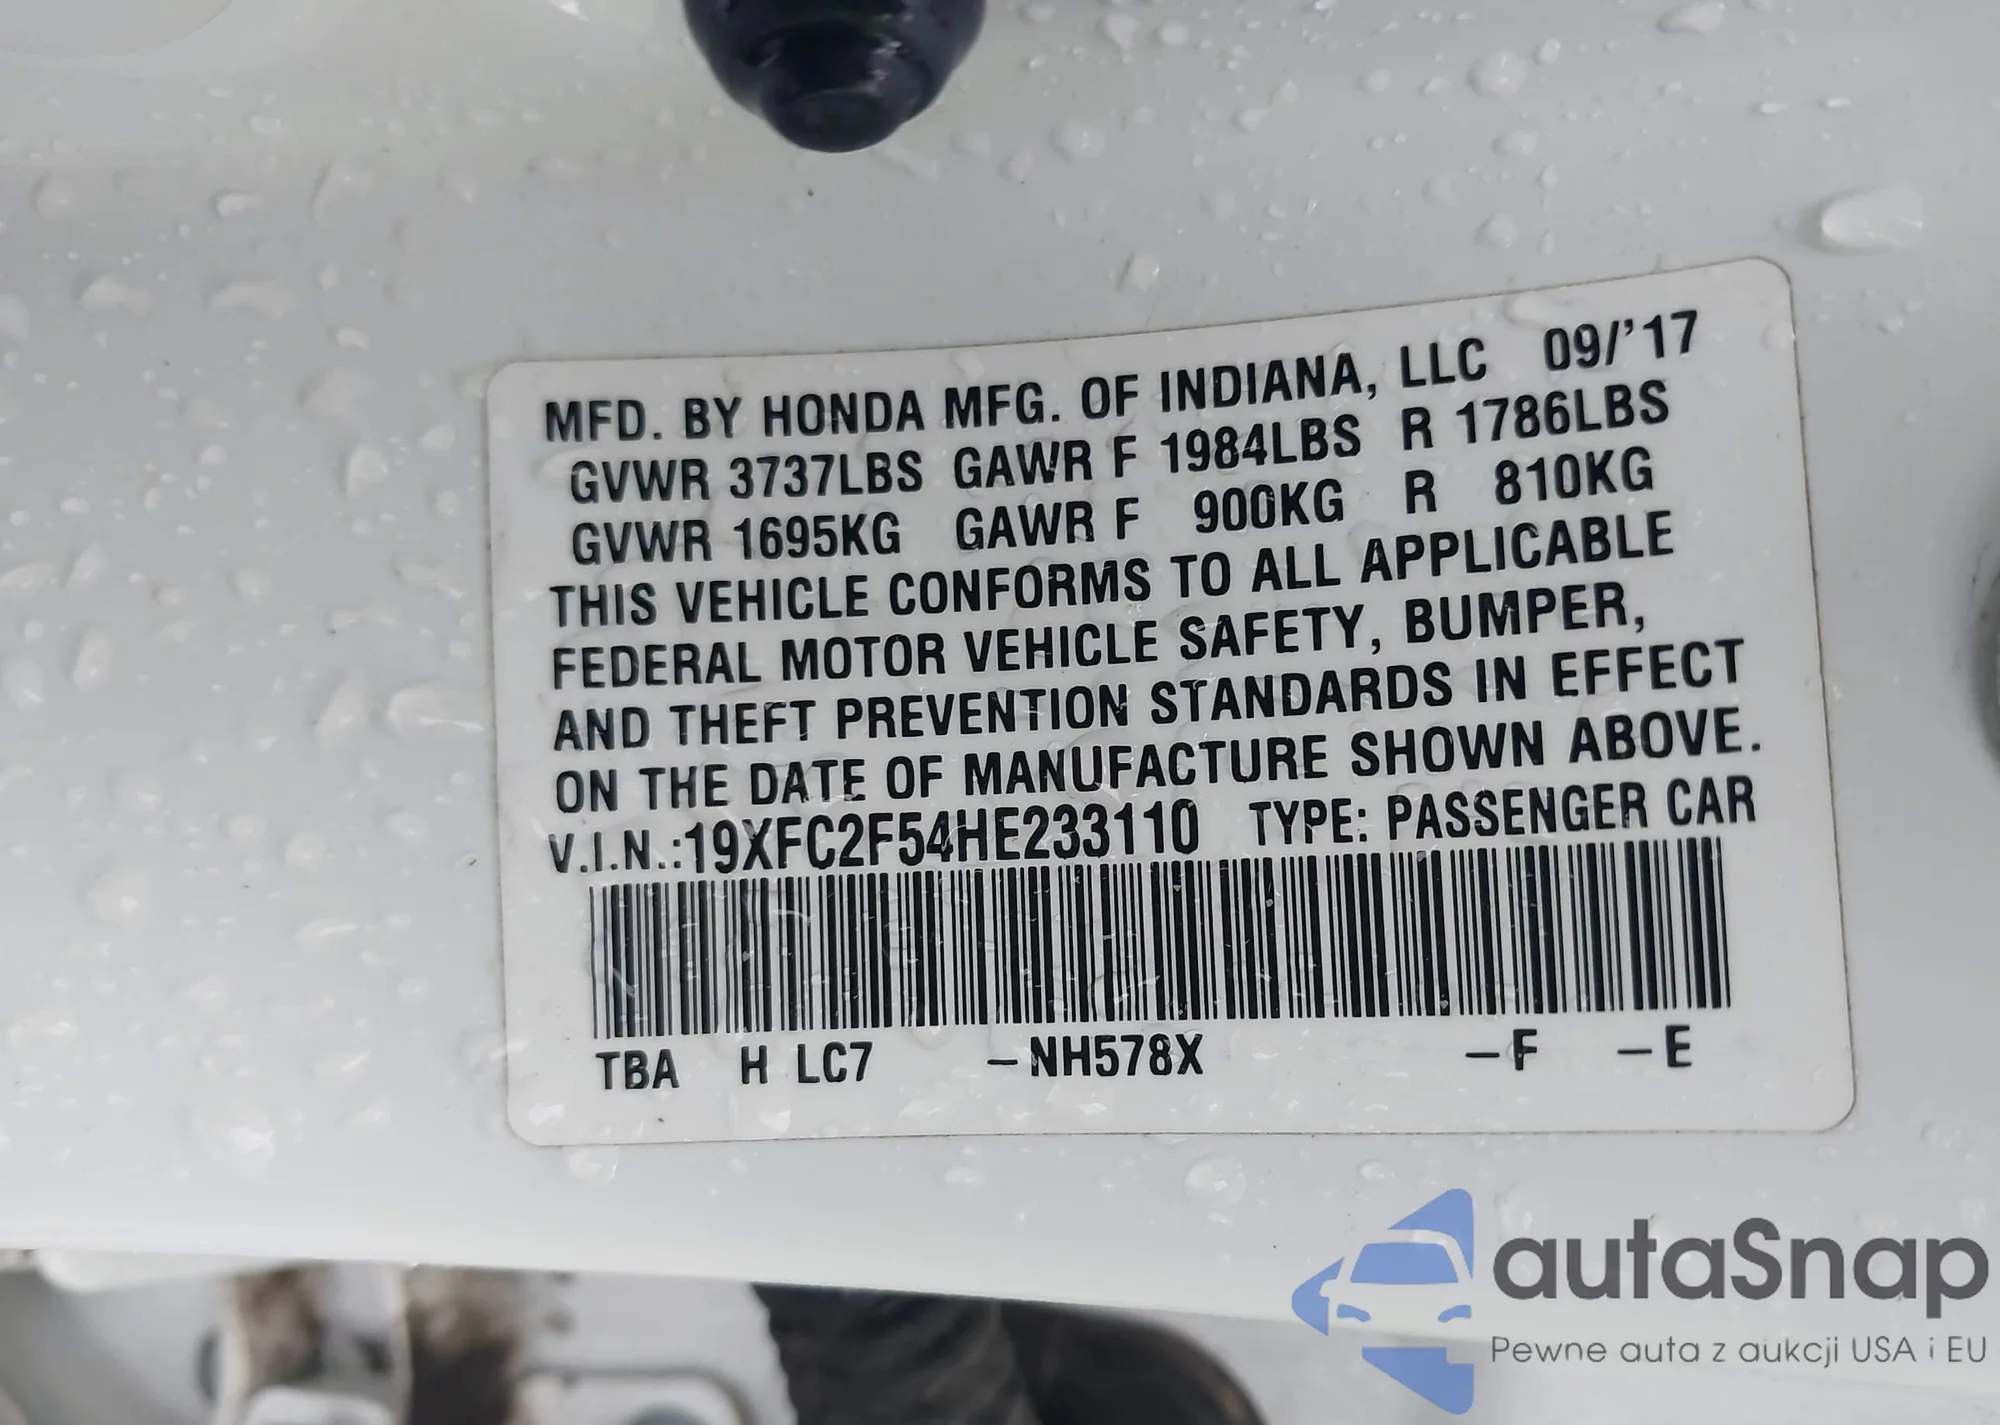 MFD. BY HONDA MFG. OF INDIANA, LLC 09/'17
GVWR 3737LBS GAWR F 1984LBS R 1786LBS
GVWR 1695KG GAWR F 900KG R 810KG
THIS VEHICLE CONFORMS TO ALL APPLICABLE
FEDERAL MOTOR VEHICLE SAFETY, BUMPER,
AND THEFT PREVENTION STANDARDS IN EFFECT
ON THE DATE OF MANUFACTURE SHOWN ABOVE.
V.I.N.:19XFC2F54HE233110 TYPE: PASSENGER CAR
TBA H LC7 –NH578X –F –E
autaSnap
Pewne auta z aukcji USA i EU